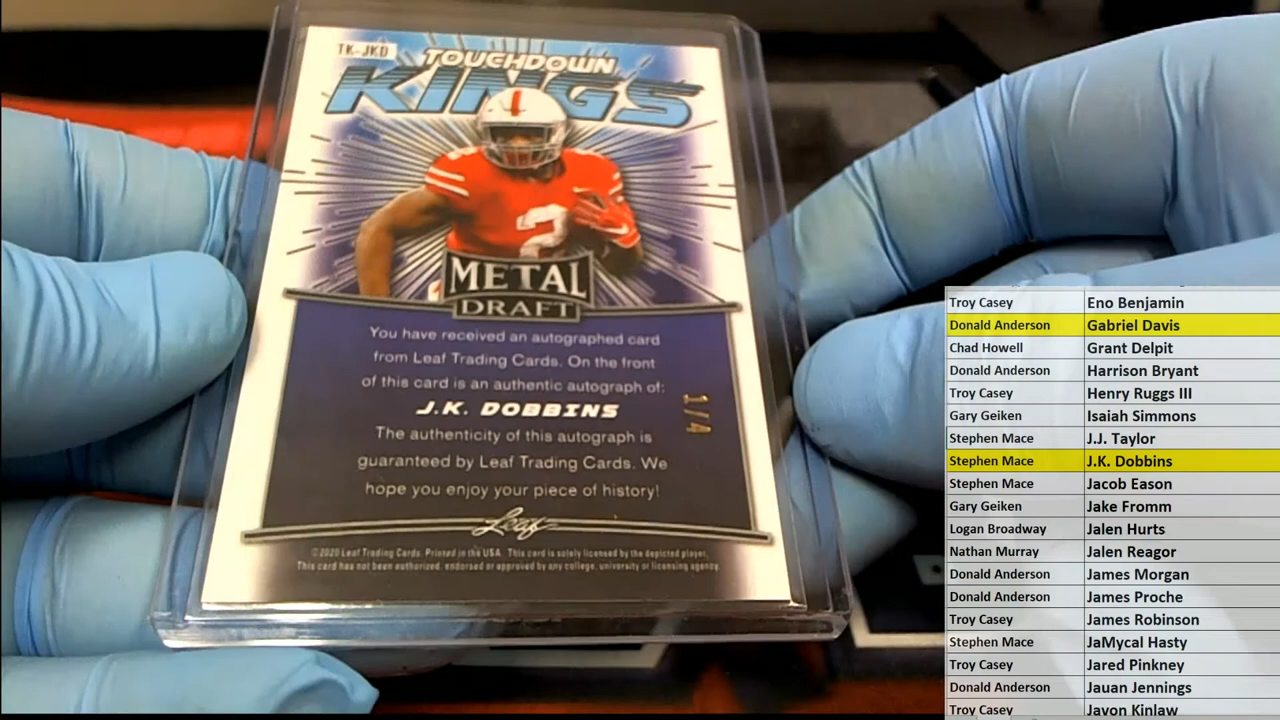 TK-JKD
TOUCHDOWN
KINGS
2
METAL
DRAFT
You have received an autographed card
from Leaf Trading Cards. On the front
of this card is an authentic autograph of:
J.K. DOBBINS
1/4
The authenticity of this autograph is
guaranteed by Leaf Trading Cards. We
hope you enjoy your piece of history!
Leaf
©2020 Leaf Trading Cards. Printed in the USA. This card is solely licensed by the depicted player.
This card has not been authorized, endorsed or approved by any college, university or licensing agency.
Troy Casey Eno Benjamin
Donald Anderson Gabriel Davis
Chad Howell Grant Delpit
Donald Anderson Harrison Bryant
Troy Casey Henry Ruggs III
Gary Geiken Isaiah Simmons
Stephen Mace J.J. Taylor
Stephen Mace J.K. Dobbins
Stephen Mace Jacob Eason
Gary Geiken Jake Fromm
Logan Broadway Jalen Hurts
Nathan Murray Jalen Reagor
Donald Anderson James Morgan
Donald Anderson James Proche
Troy Casey James Robinson
Stephen Mace JaMycal Hasty
Troy Casey Jared Pinkney
Donald Anderson Jauan Jennings
Troy Casey Javon Kinlaw